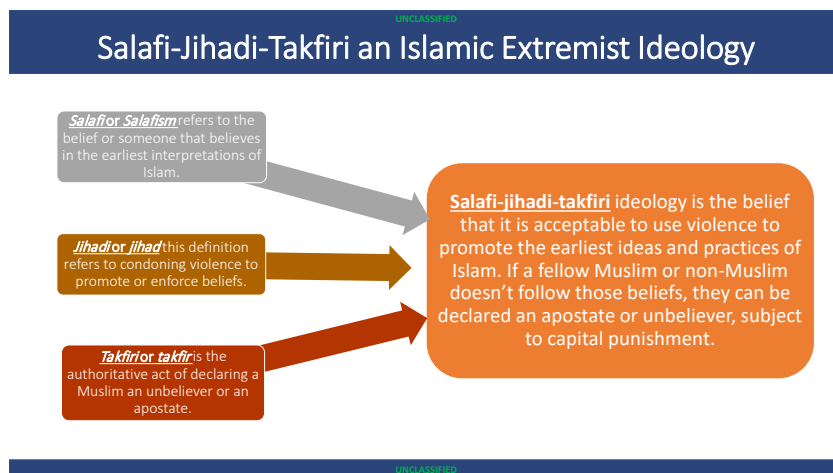 UNCLASSIFIED
Salafi-Jihadi-Takfiri an Islamic Extremist Ideology
Salafi or Salafism refers to the
belief or someone that believes
in the earliest interpretations of
Islam.
Jihadi or jihad this definition
refers to condoning violence to
promote or enforce beliefs.
Takfiri or takfir is the
authoritative act of declaring a
Muslim an unbeliever or an
apostate.
Salafi-jihadi-takfiri ideology is the belief
that it is acceptable to use violence to
promote the earliest ideas and practices of
Islam. If a fellow Muslim or non-Muslim
doesn’t follow those beliefs, they can be
declared an apostate or unbeliever, subject
to capital punishment.
UNCLASSIFIED